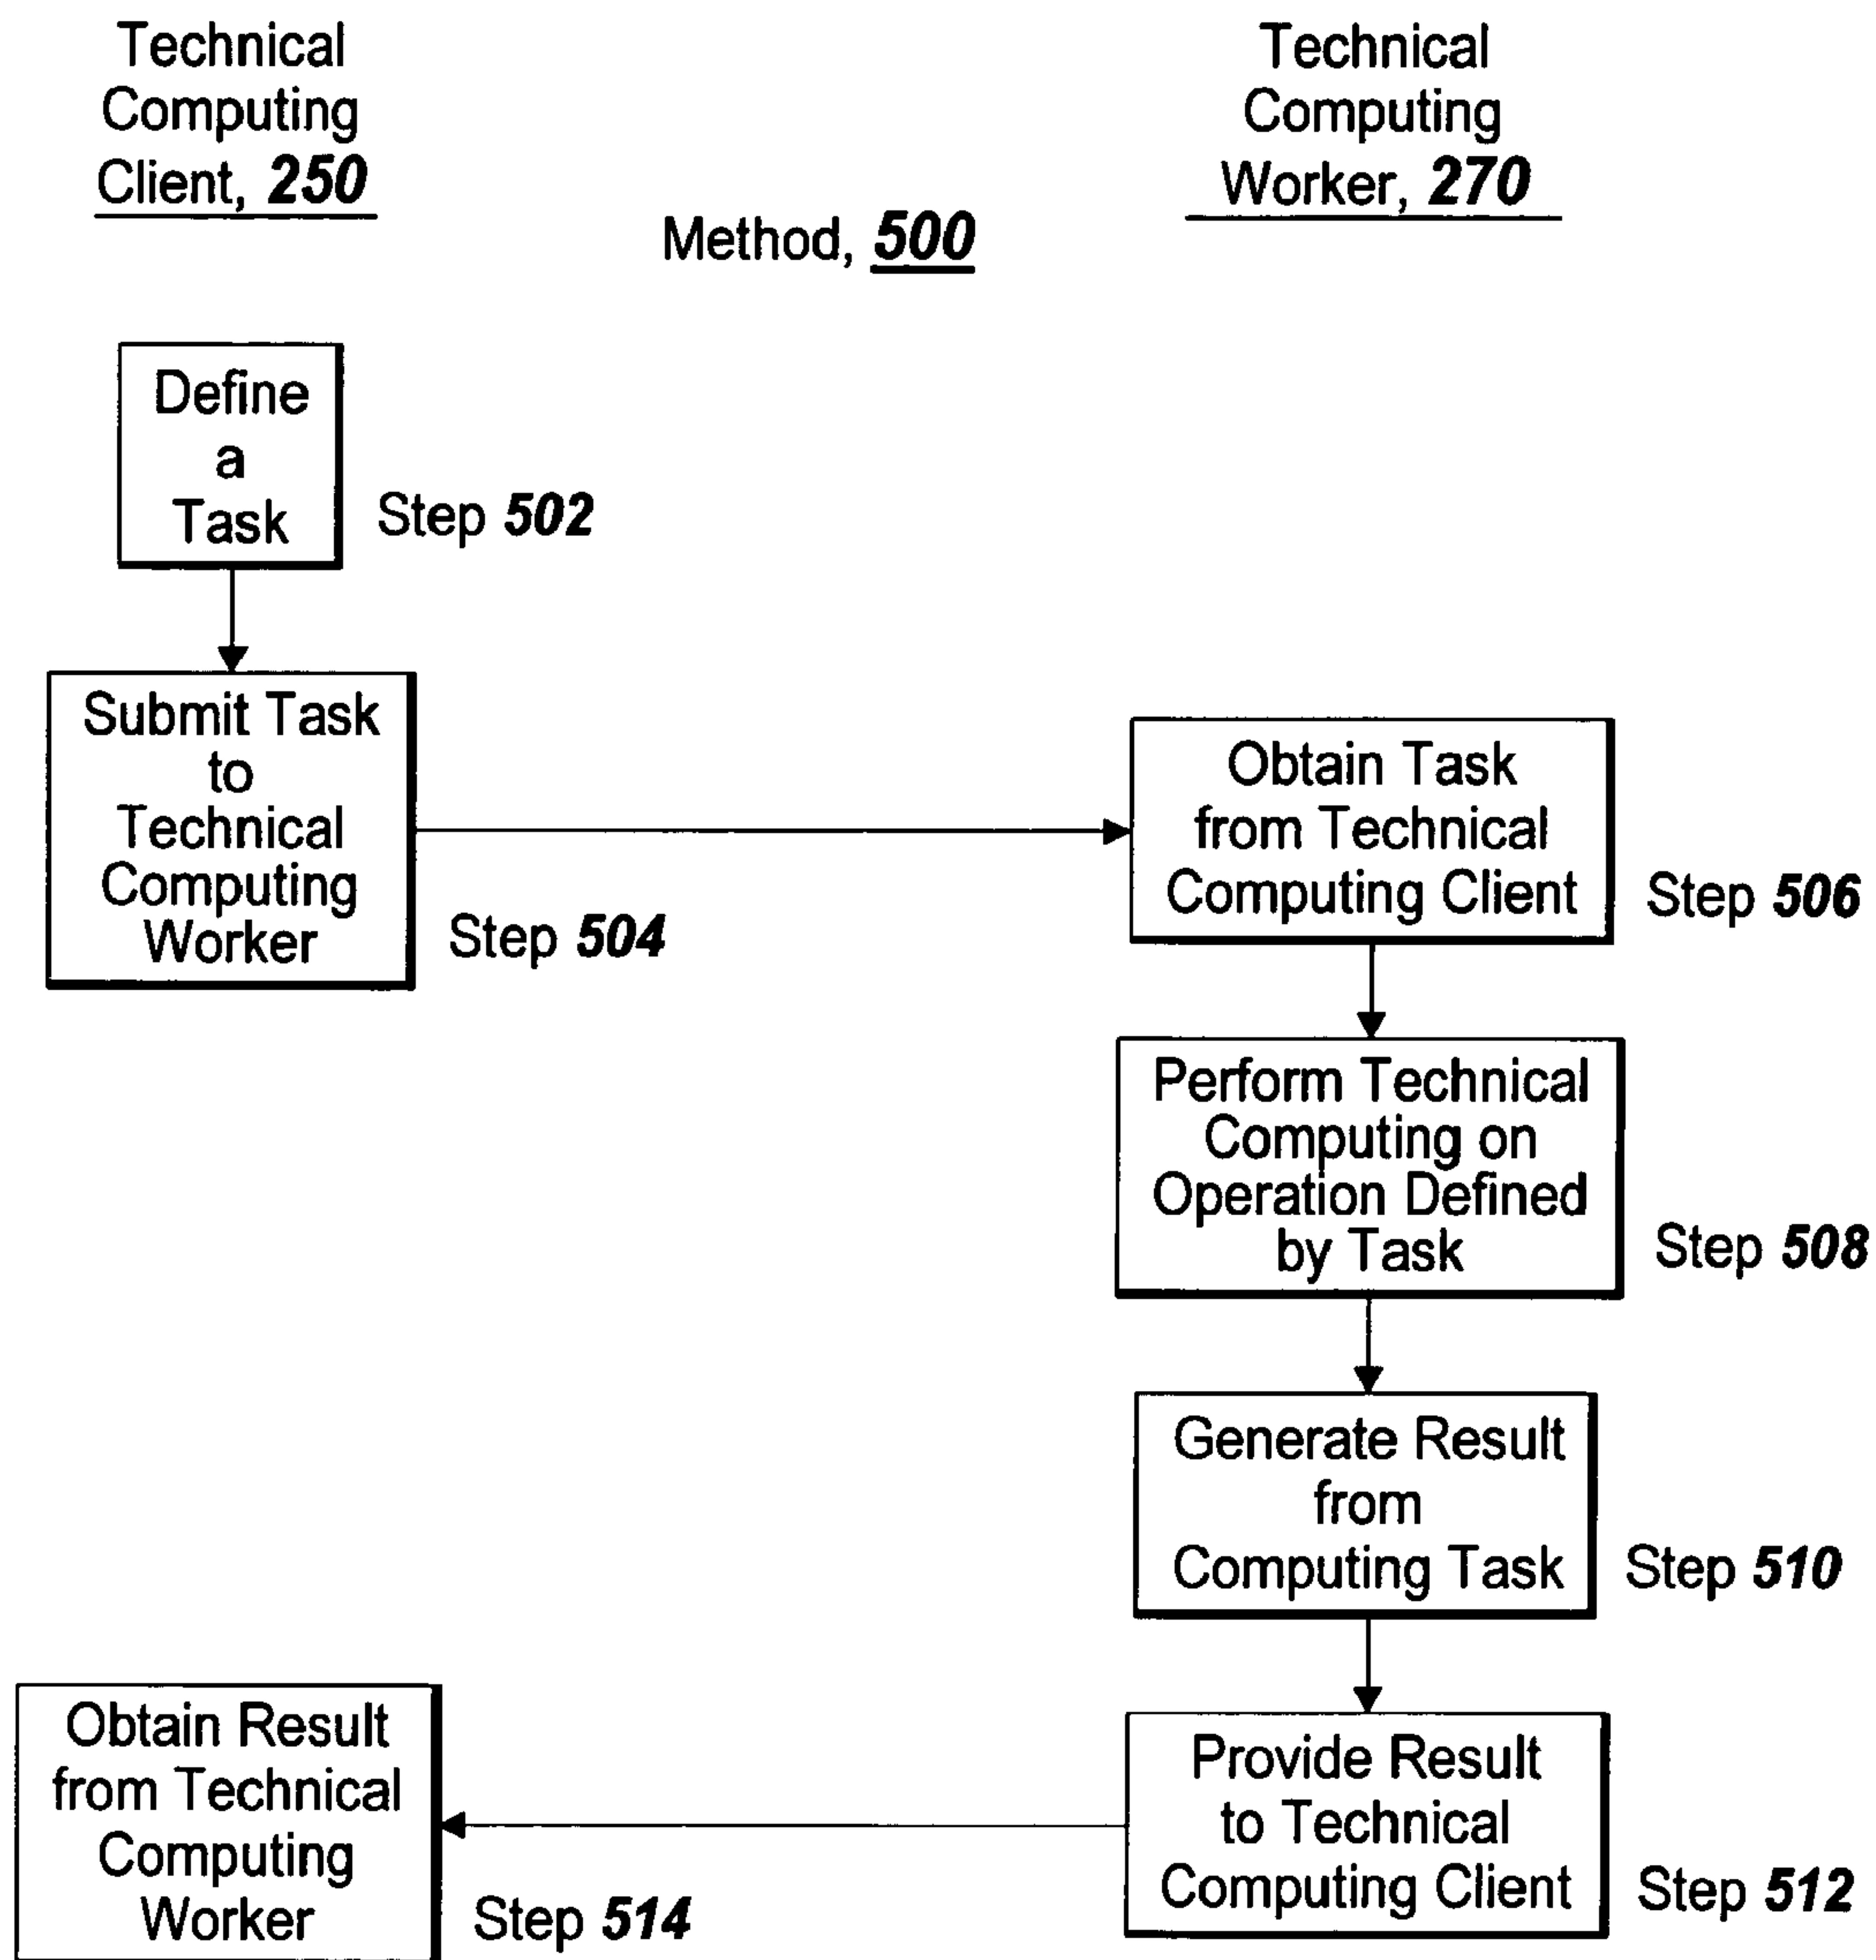 Technical
Computing
Client, 250
Technical
Computing
Worker, 270
Method, 500
Define
a
Task
Step 502
Submit Task
to
Technical
Computing
Worker
Step 504
Obtain Task
from Technical
Computing Client
Step 506
Perform Technical
Computing on
Operation Defined
by Task
Step 508
Generate Result
from
Computing Task
Step 510
Provide Result
to Technical
Computing Client
Step 512
Obtain Result
from Technical
Computing
Worker
Step 514